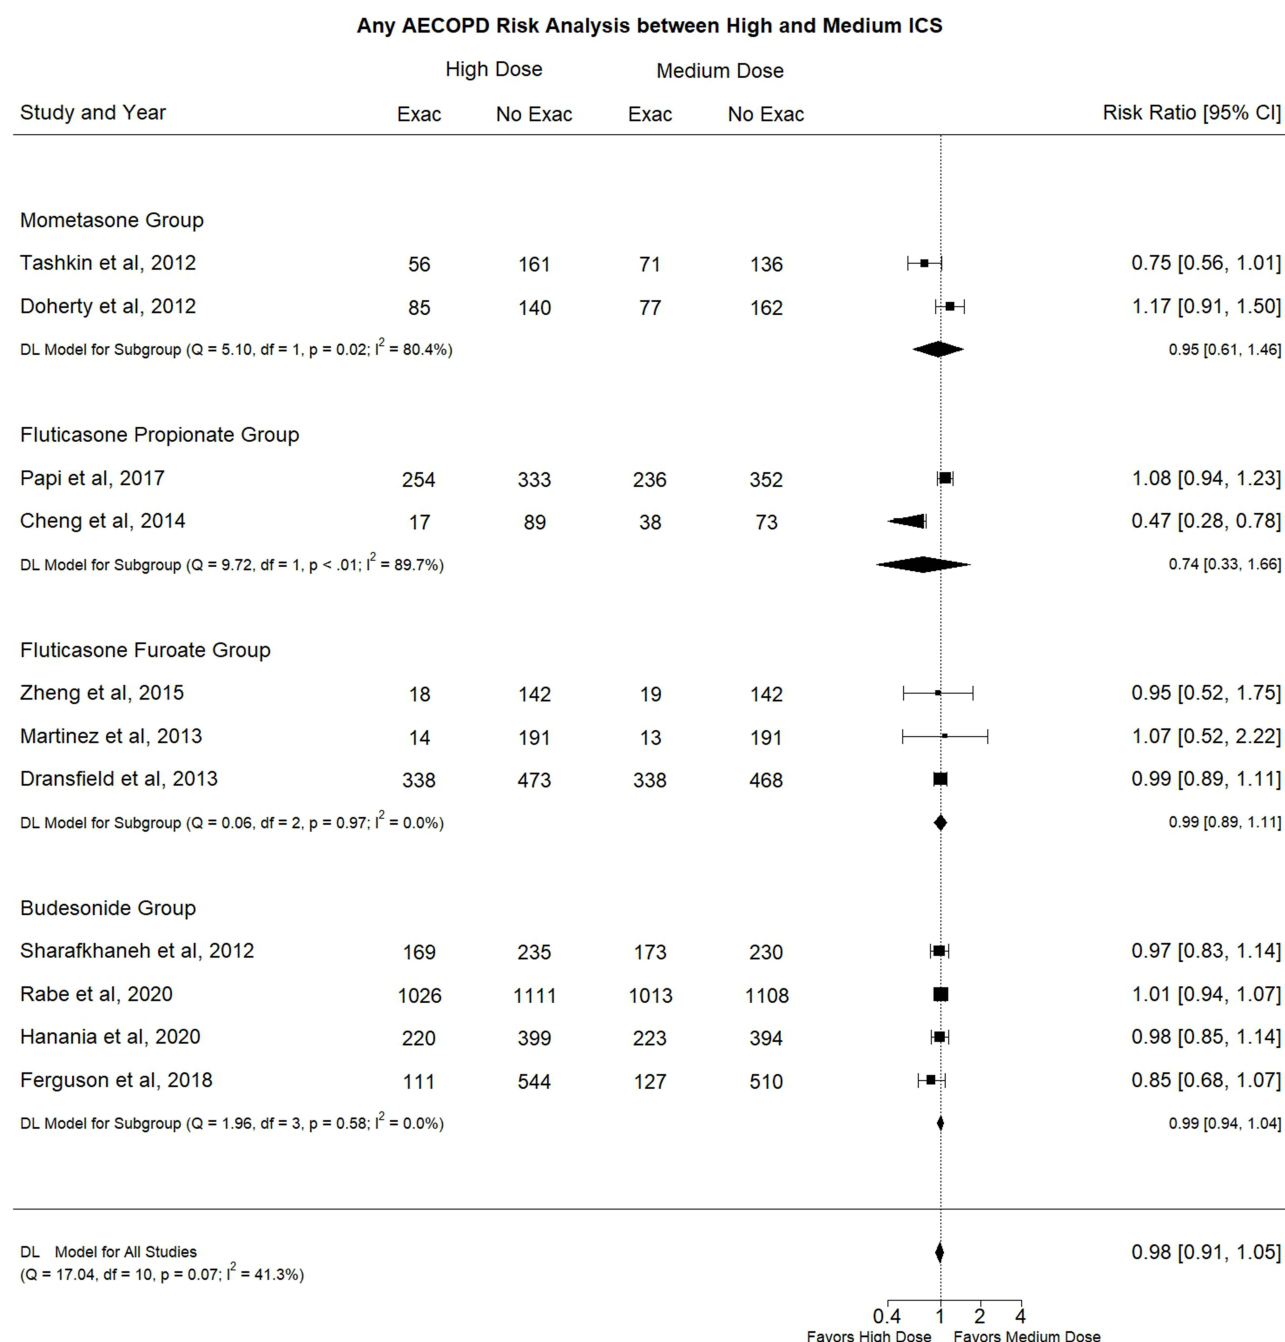 Any AECOPD Risk Analysis between High and Medium ICS
High Dose Medium Dose
Study and Year Exac No Exac Exac No Exac Risk Ratio [95% CI]
Mometasone Group
Tashkin et al, 2012 56 161 71 136 0.75 [0.56, 1.01]
Doherty et al, 2012 85 140 77 162 1.17 [0.91, 1.50]
DL Model for Subgroup (Q = 5.10, df = 1, p = 0.02; I² = 80.4%) 0.95 [0.61, 1.46]
Fluticasone Propionate Group
Papi et al, 2017 254 333 236 352 1.08 [0.94, 1.23]
Cheng et al, 2014 17 89 38 73 0.47 [0.28, 0.78]
DL Model for Subgroup (Q = 9.72, df = 1, p < .01; I² = 89.7%) 0.74 [0.33, 1.66]
Fluticasone Furoate Group
Zheng et al, 2015 18 142 19 142 0.95 [0.52, 1.75]
Martinez et al, 2013 14 191 13 191 1.07 [0.52, 2.22]
Dransfield et al, 2013 338 473 338 468 0.99 [0.89, 1.11]
DL Model for Subgroup (Q = 0.06, df = 2, p = 0.97; I² = 0.0%) 0.99 [0.89, 1.11]
Budesonide Group
Sharafkhaneh et al, 2012 169 235 173 230 0.97 [0.83, 1.14]
Rabe et al, 2020 1026 1111 1013 1108 1.01 [0.94, 1.07]
Hanania et al, 2020 220 399 223 394 0.98 [0.85, 1.14]
Ferguson et al, 2018 111 544 127 510 0.85 [0.68, 1.07]
DL Model for Subgroup (Q = 1.96, df = 3, p = 0.58; I² = 0.0%) 0.99 [0.94, 1.04]
DL Model for All Studies 0.98 [0.91, 1.05]
(Q = 17.04, df = 10, p = 0.07; I² = 41.3%)
0.4 1 2 4
Favors High Dose Favors Medium Dose